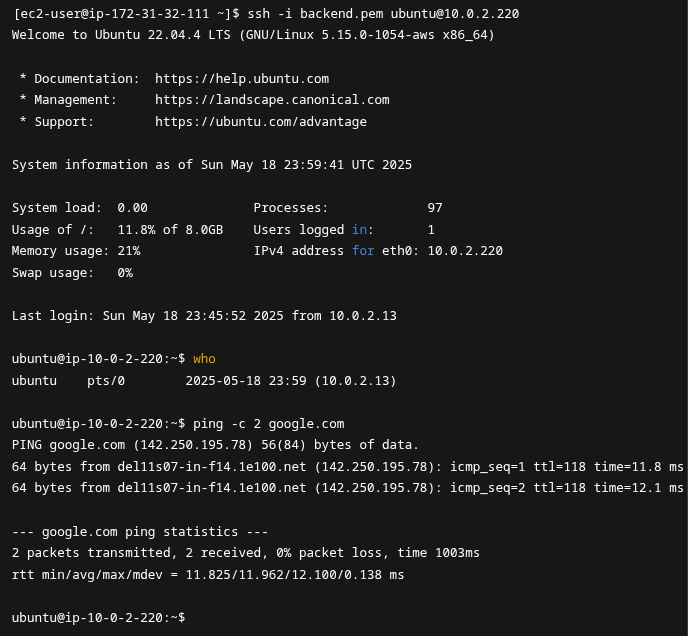 [ec2-user@ip-172-31-32-111 ~]$ ssh -i backend.pem ubuntu@10.0.2.220
Welcome to Ubuntu 22.04.4 LTS (GNU/Linux 5.15.0-1054-aws x86_64)

 * Documentation:  https://help.ubuntu.com
 * Management:     https://landscape.canonical.com
 * Support:        https://ubuntu.com/advantage

System information as of Sun May 18 23:59:41 UTC 2025

System load:  0.00              Processes:             97
Usage of /:   11.8% of 8.0GB    Users logged in:       1
Memory usage: 21%               IPv4 address for eth0: 10.0.2.220
Swap usage:   0%

Last login: Sun May 18 23:45:52 2025 from 10.0.2.13

ubuntu@ip-10-0-2-220:~$ who
ubuntu    pts/0        2025-05-18 23:59 (10.0.2.13)

ubuntu@ip-10-0-2-220:~$ ping -c 2 google.com
PING google.com (142.250.195.78) 56(84) bytes of data.
64 bytes from del11s07-in-f14.1e100.net (142.250.195.78): icmp_seq=1 ttl=118 time=11.8 ms
64 bytes from del11s07-in-f14.1e100.net (142.250.195.78): icmp_seq=2 ttl=118 time=12.1 ms

--- google.com ping statistics ---
2 packets transmitted, 2 received, 0% packet loss, time 1003ms
rtt min/avg/max/mdev = 11.825/11.962/12.100/0.138 ms

ubuntu@ip-10-0-2-220:~$